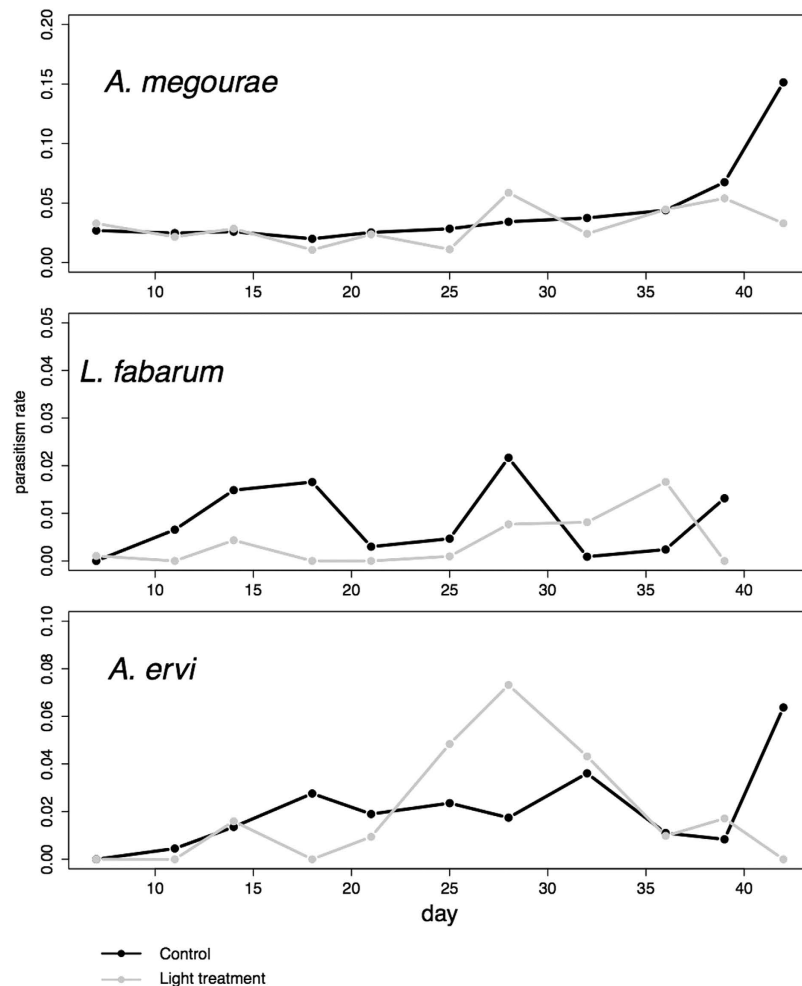 0.20
0.15
0.10
0.05
0.00
A. megourae
10 15 20 25 30 35 40
0.05
0.04
0.03
0.02
0.01
0.00
L. fabarum
parasitism rate
10 15 20 25 30 35 40
0.10
0.08
0.06
0.04
0.02
0.00
A. ervi
10 15 20 25 30 35 40
day
Control
Light treatment